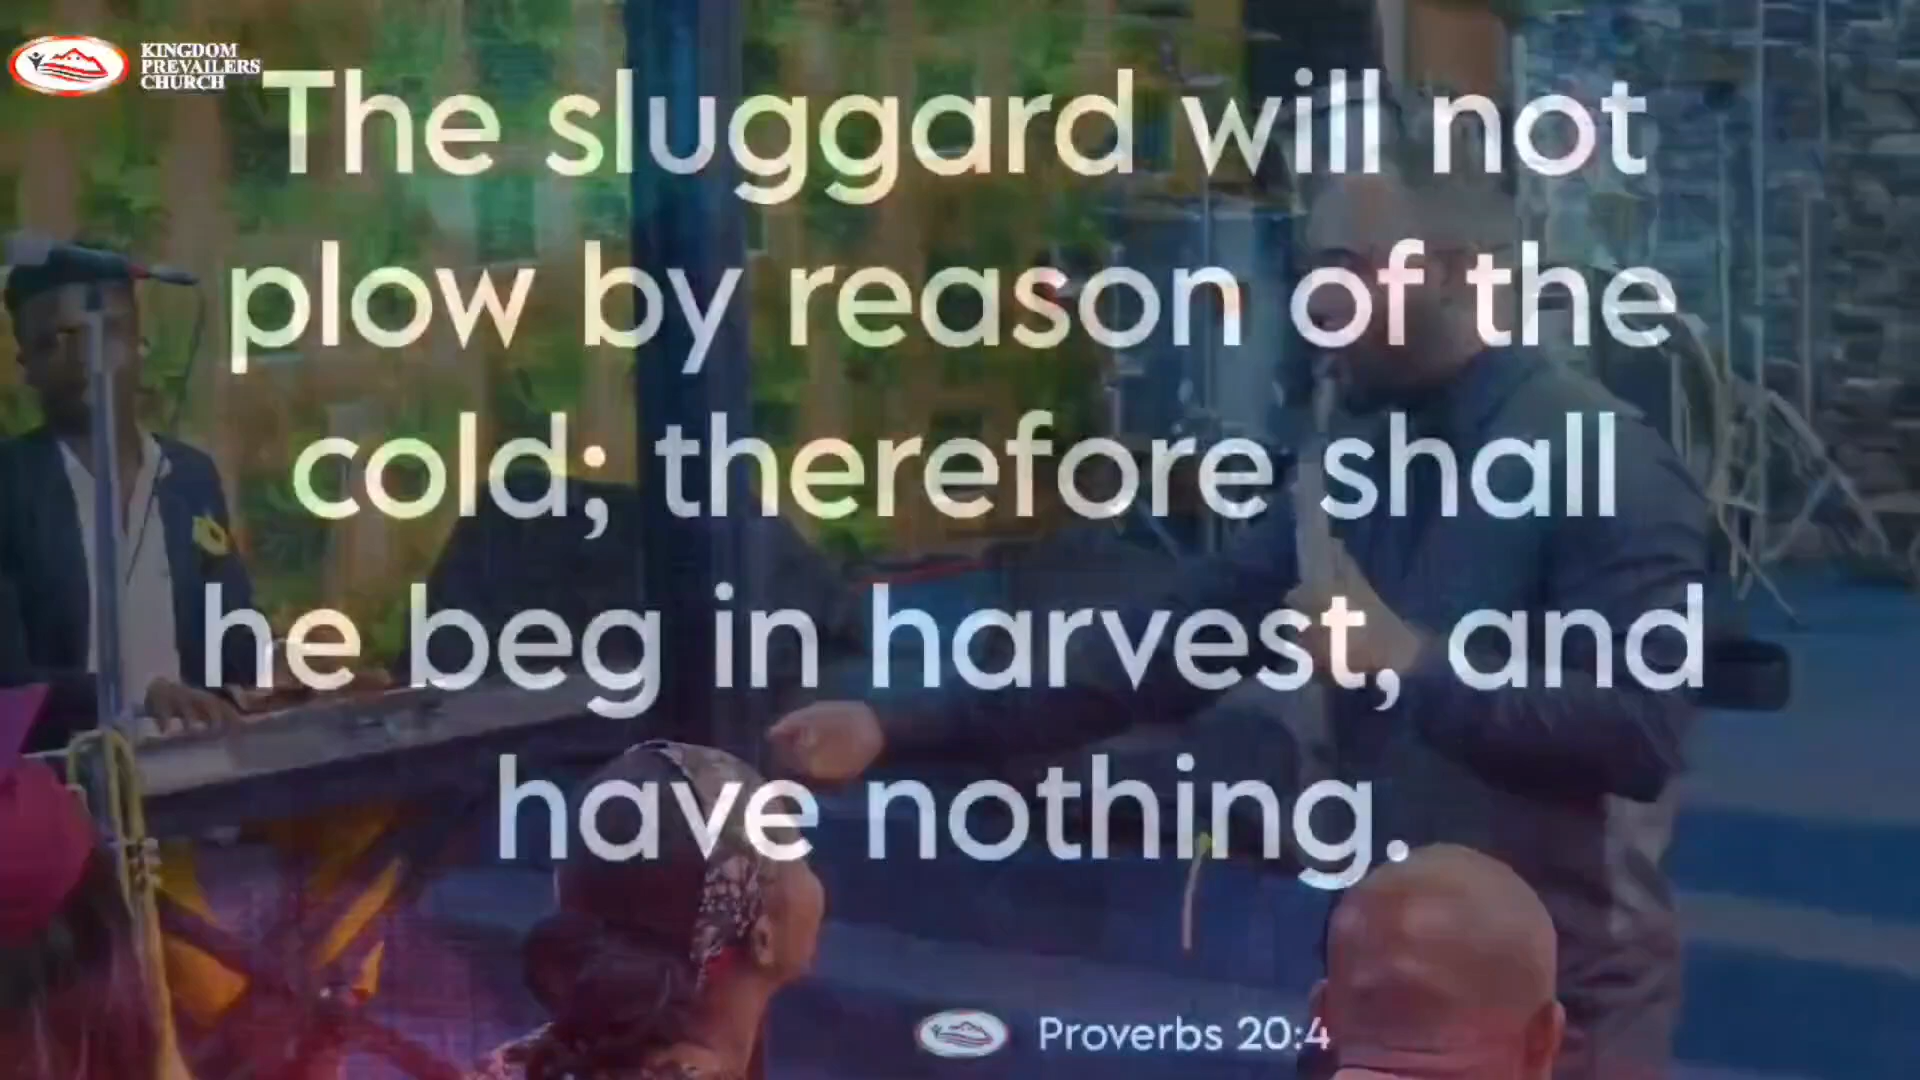 KINGDOM
PREVAILERS
CHURCH
The sluggard will not
plow by reason of the
cold; therefore shall
he beg in harvest, and
have nothing.
Proverbs 20:4